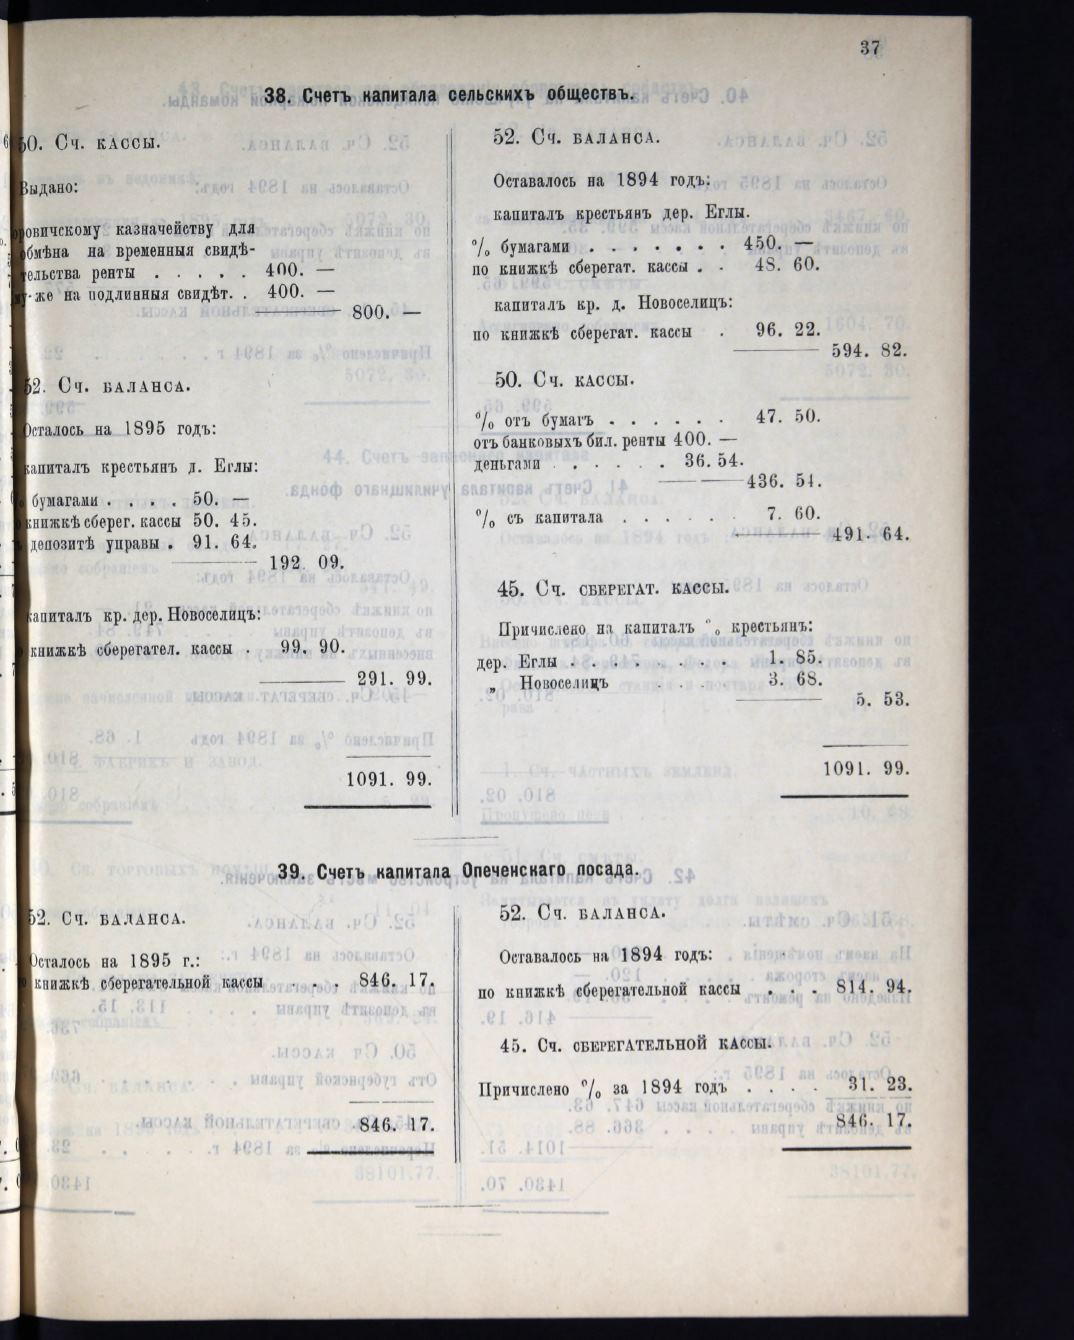 37
38. Счетъ капитала сельскихъ обществъ.
50. Сч. КАССЫ.
Выдано:
ровичскому казначейству для
обмѣна на временныя свидѣ-
тельства ренты . . . . . 400. —
же на подлинныя свидѣт. . 400. —
800. —
52. Сч. БАЛАНСА.
Осталось на 1895 годъ:
капиталъ крестьянъ д. Еглы:
бумагами . . . . 50. —
книжкѣ сберег. кассы 50. 45.
депозитѣ управы . 91. 64.
192. 09.
капиталъ кр. дер. Новоселицъ:
книжкѣ сберегател. кассы . 99. 90.
291. 99.
1091. 99.
52. Сч. БАЛАНСА.
Оставалось на 1894 годъ:
капиталъ крестьянъ дер. Еглы.
% бумагами . . . . . . . 450. —
по книжкѣ сберегат. кассы . . 48. 60.
капиталъ кр. д. Новоселицъ:
по книжкѣ сберегат. кассы . 96. 22.
594. 82.
50. Сч. КАССЫ.
% отъ бумагъ . . . . . . 47. 50.
отъ банковыхъ бил. ренты 400. —
деньгами . . . . . . 36. 54.
436. 54.
% съ капитала . . . . . . 7. 60.
491. 64.
45. Сч. СБЕРЕГАТ. КАССЫ.
Причислено на капиталъ % крестьянъ:
дер. Еглы . . . . . . . . 1. 85.
„ Новоселицъ . . . . 3. 68.
5. 53.
1091. 99.
39. Счетъ капитала Опеченскаго посада.
52. Сч. БАЛАНСА.
Осталось на 1895 г.:
книжкѣ сберегательной кассы . . . 846. 17.
846. 17.
52. Сч. БАЛАНСА.
Оставалось на 1894 годъ:
по книжкѣ сберегательной кассы . . . 814. 94.
45. Сч. СБЕРЕГАТЕЛЬНОЙ КАССЫ.
Причислено % за 1894 годъ . . . . 31. 23.
846. 17.